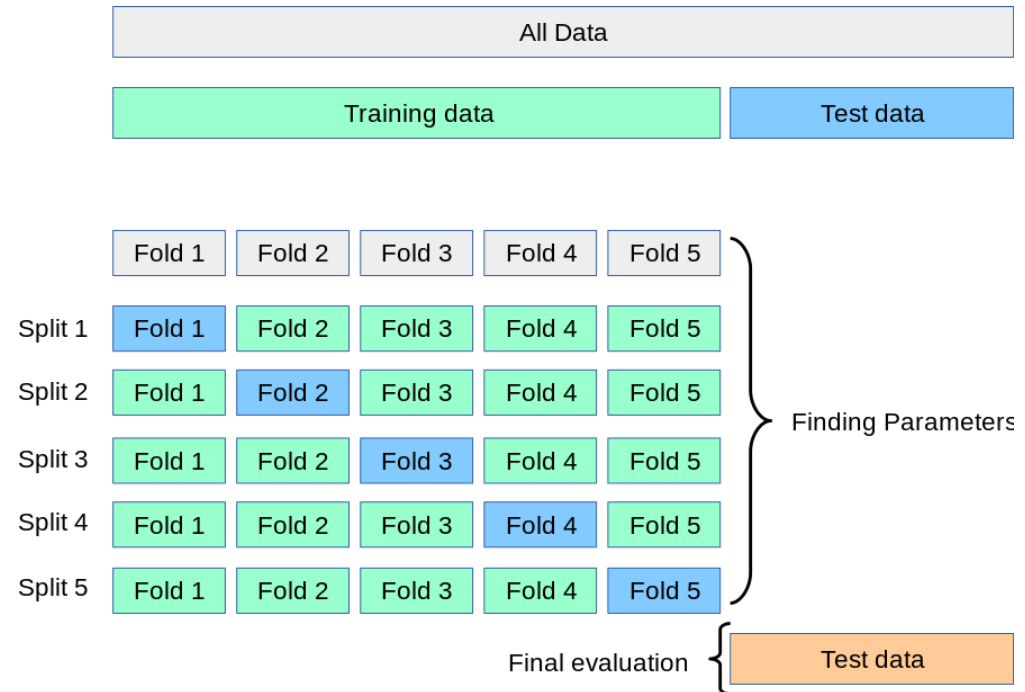 All Data
Training data Test data
Fold 1 Fold 2 Fold 3 Fold 4 Fold 5
Split 1 Fold 1 Fold 2 Fold 3 Fold 4 Fold 5
Split 2 Fold 1 Fold 2 Fold 3 Fold 4 Fold 5
Finding Parameters
Split 3 Fold 1 Fold 2 Fold 3 Fold 4 Fold 5
Split 4 Fold 1 Fold 2 Fold 3 Fold 4 Fold 5
Split 5 Fold 1 Fold 2 Fold 3 Fold 4 Fold 5
Final evaluation Test data